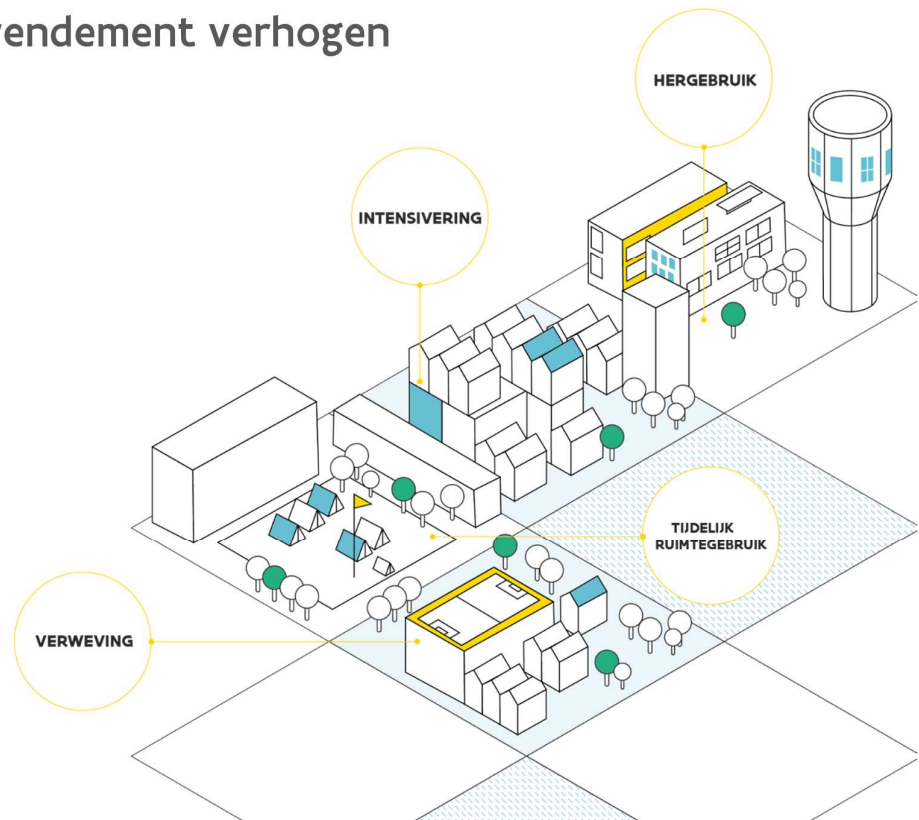 rendement verhogen
HERGEBRUIK
INTENSIVERING
TIJDELIJK
RUIMTEGEBRUIK
VERWEVING